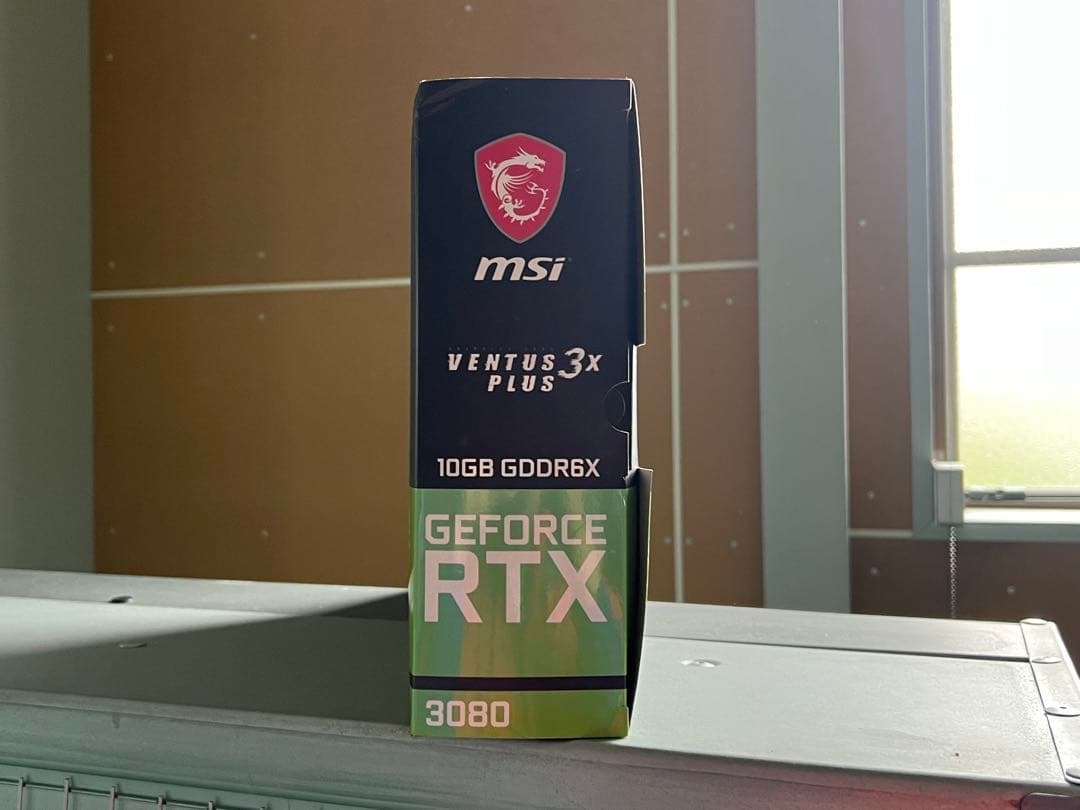 msi
VENTUS 3X
PLUS
10GB GDDR6X
GEFORCE
RTX
3080